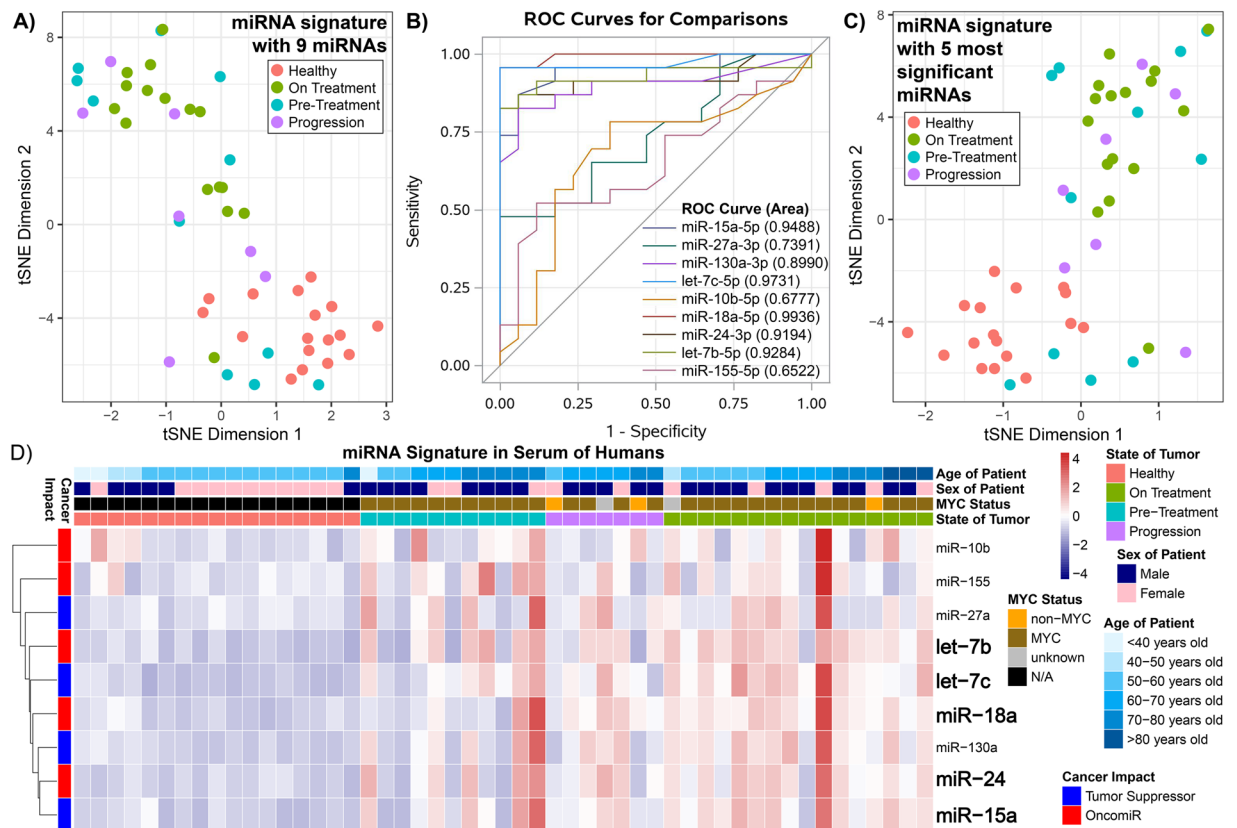 A)
miRNA signature
with 9 miRNAs
Healthy
On Treatment
Pre-Treatment
Progression
tSNE Dimension 2
8
4
0
−4
−2
−1
0
1
2
3
tSNE Dimension 1
B)
ROC Curves for Comparisons
Sensitivity
1.00
0.75
0.50
0.25
0.00
0.00
0.25
0.50
0.75
1.00
1 - Specificity
ROC Curve (Area)
miR-15a-5p (0.9488)
miR-27a-3p (0.7391)
miR-130a-3p (0.8990)
let-7c-5p (0.9731)
miR-10b-5p (0.6777)
miR-18a-5p (0.9936)
miR-24-3p (0.9194)
let-7b-5p (0.9284)
miR-155-5p (0.6522)
C)
miRNA signature
with 5 most
significant
miRNAs
Healthy
On Treatment
Pre-Treatment
Progression
tSNE Dimension 2
8
4
0
−4
−2
−1
0
1
tSNE Dimension 1
D)
miRNA Signature in Serum of Humans
Cancer
Impact
Age of Patient
Sex of Patient
MYC Status
State of Tumor
miR−10b
miR−155
miR−27a
let−7b
let−7c
miR−18a
miR−130a
miR−24
miR−15a
4
2
0
−2
−4
MYC Status
non−MYC
MYC
unknown
N/A
State of Tumor
Healthy
On Treatment
Pre−Treatment
Progression
Sex of Patient
Male
Female
Age of Patient
<40 years old
40−50 years old
50−60 years old
60−70 years old
70−80 years old
>80 years old
Cancer Impact
Tumor Suppressor
OncomiR